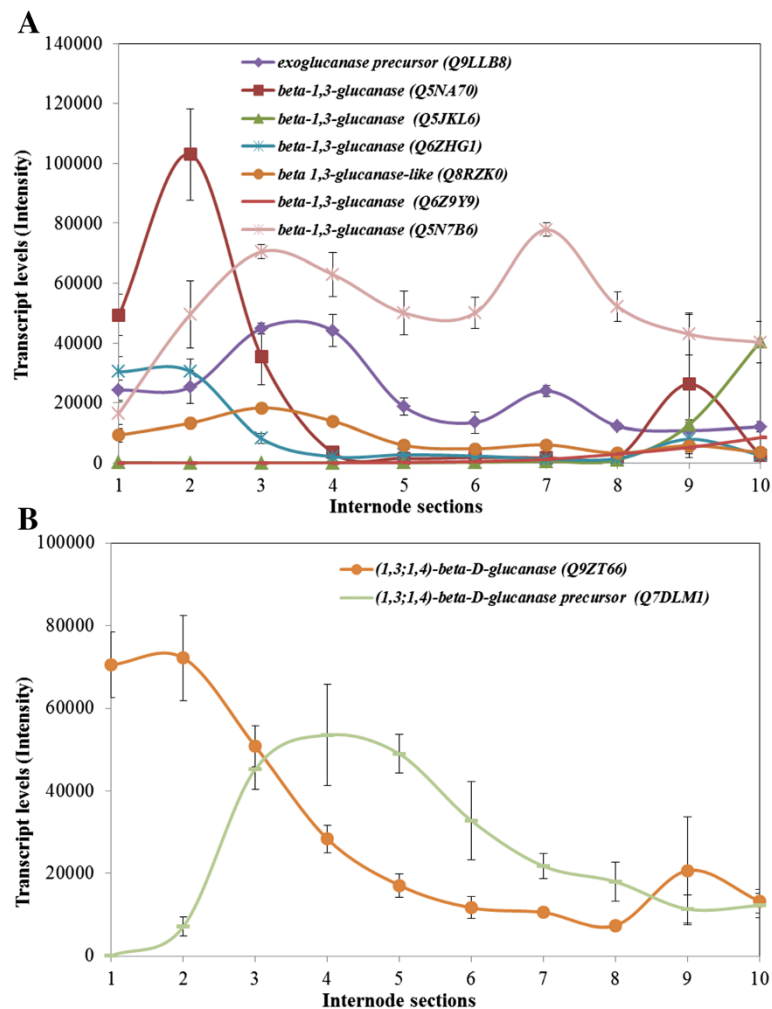 A
140000
120000
100000
80000
60000
40000
20000
0
Transcript levels (Intensity)
exoglucanase precursor (Q9LLB8)
beta-1,3-glucanase (Q5NA70)
beta-1,3-glucanase (Q5JKL6)
beta-1,3-glucanase (Q6ZHG1)
beta 1,3-glucanase-like (Q8RZK0)
beta-1,3-glucanase (Q6Z9Y9)
beta-1,3-glucanase (Q5N7B6)
1 2 3 4 5 6 7 8 9 10
Internode sections
B
100000
80000
60000
40000
20000
0
Transcript levels (Intensity)
(1,3;1,4)-beta-D-glucanase (Q9ZT66)
(1,3;1,4)-beta-D-glucanase precursor (Q7DLM1)
1 2 3 4 5 6 7 8 9 10
Internode sections